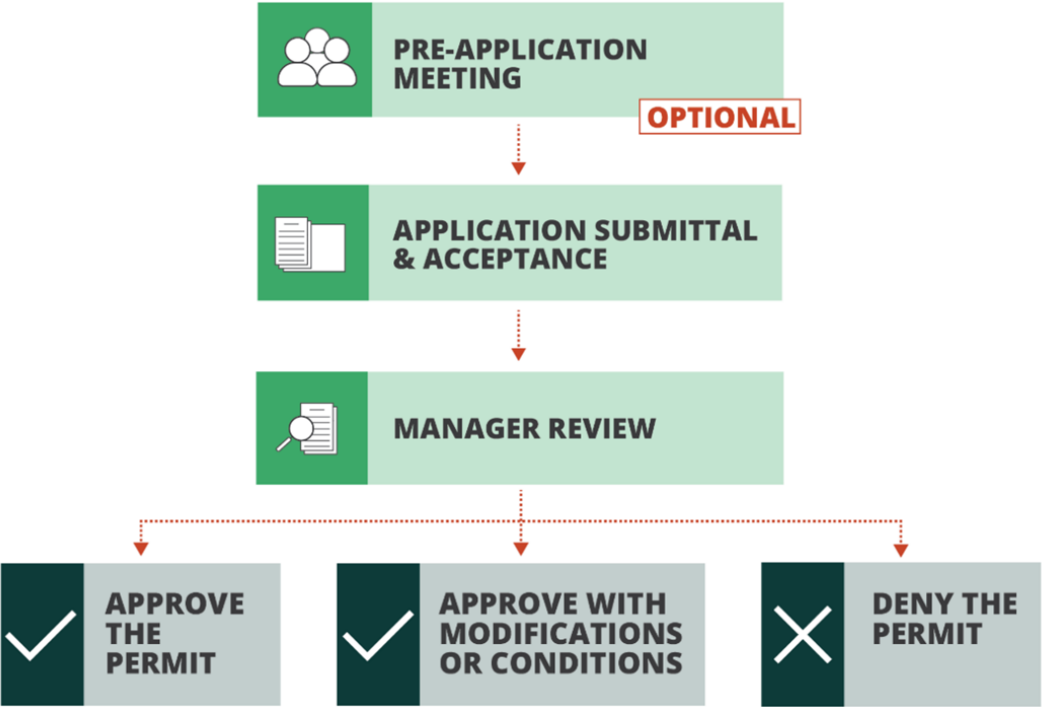 PRE-APPLICATION
MEETING
OPTIONAL
APPLICATION SUBMITTAL
& ACCEPTANCE
MANAGER REVIEW
APPROVE
THE
PERMIT
APPROVE WITH
MODIFICATIONS
OR CONDITIONS
DENY THE
PERMIT